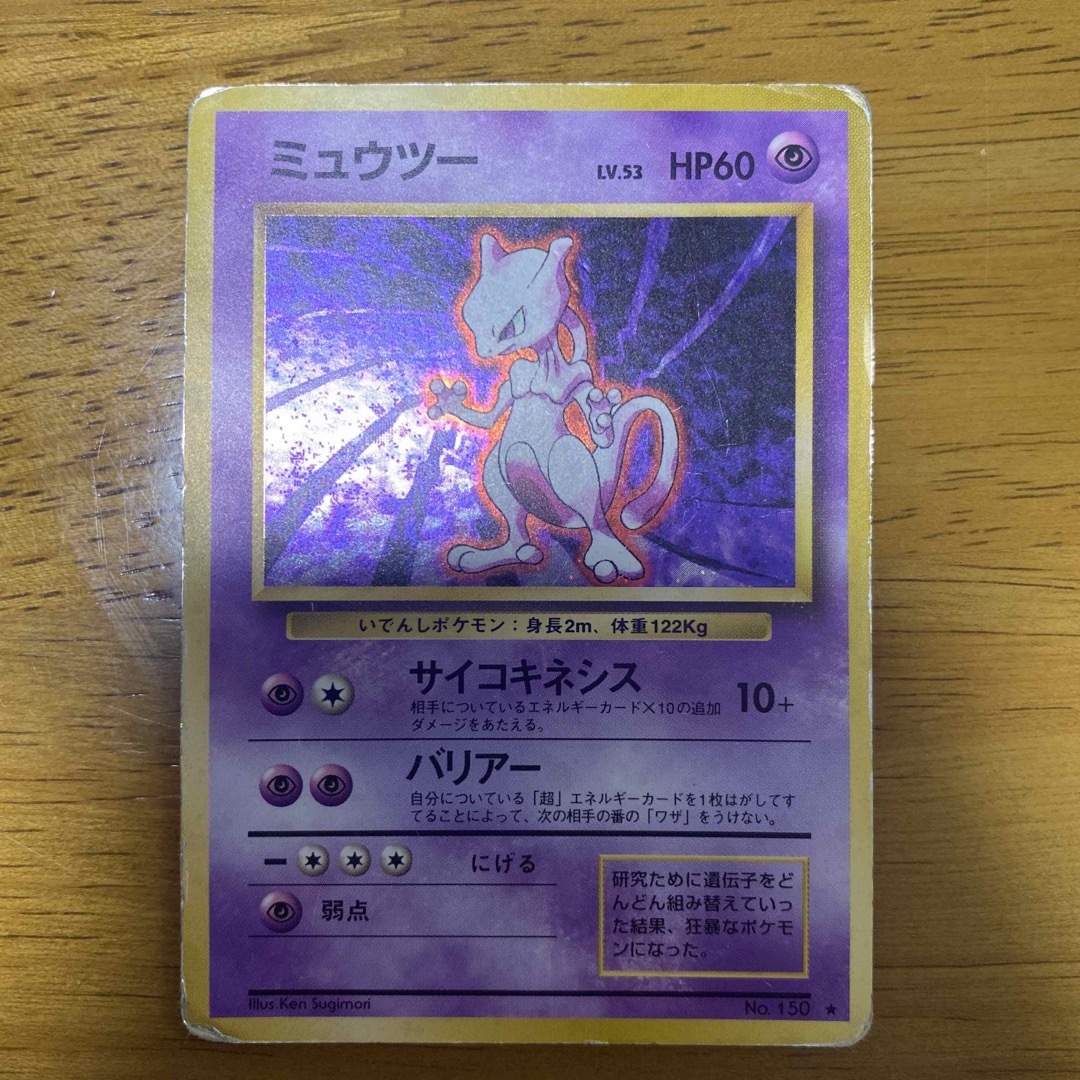 ミュウツー LV.53 HP60
いでんしポケモン：身長2m、体重122Kg
サイコキネシス 10+
相手についているエネルギーカード×10の追加
ダメージをあたえる。
バリアー
自分についている「超」エネルギーカードを1枚はがしてす
てることによって、次の相手の番の「ワザ」をうけない。
ー にげる
弱点
研究ために遺伝子をど
んどん組み替えていっ
た結果、狂暴なポケモ
ンになった。
Illus.Ken Sugimori No. 150 ★